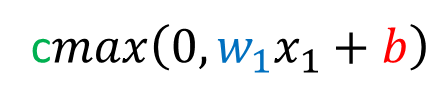 cmax(0, w₁x₁ + b)